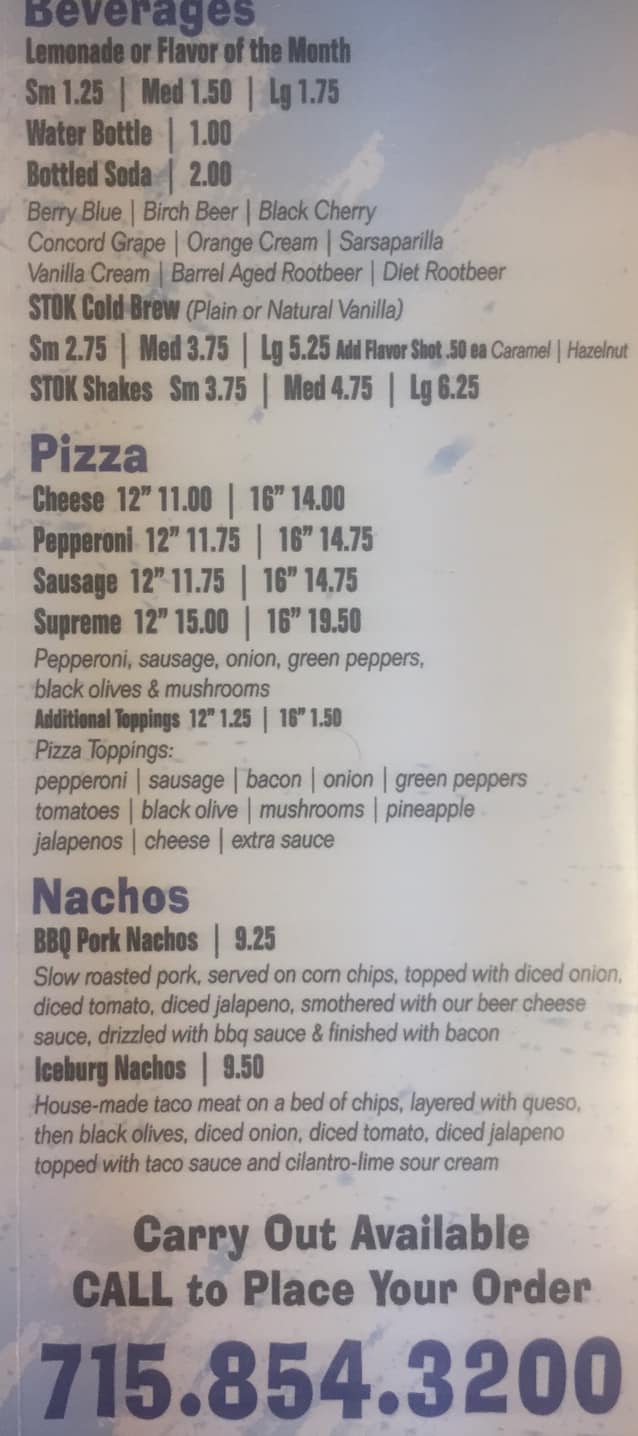 Beverages
Lemonade or Flavor of the Month
Sm 1.25 | Med 1.50 | Lg 1.75
Water Bottle | 1.00
Bottled Soda | 2.00
Berry Blue | Birch Beer | Black Cherry
Concord Grape | Orange Cream | Sarsaparilla
Vanilla Cream | Barrel Aged Rootbeer | Diet Rootbeer
STOK Cold Brew (Plain or Natural Vanilla)
Sm 2.75 | Med 3.75 | Lg 5.25 Add Flavor Shot .50 ea Caramel | Hazelnut
STOK Shakes Sm 3.75 | Med 4.75 | Lg 6.25
Pizza
Cheese 12” 11.00 | 16” 14.00
Pepperoni 12” 11.75 | 16” 14.75
Sausage 12” 11.75 | 16” 14.75
Supreme 12” 15.00 | 16” 19.50
Pepperoni, sausage, onion, green peppers,
black olives & mushrooms
Additional Toppings 12” 1.25 | 16” 1.50
Pizza Toppings:
pepperoni | sausage | bacon | onion | green peppers
tomatoes | black olive | mushrooms | pineapple
jalapenos | cheese | extra sauce
Nachos
BBQ Pork Nachos | 9.25
Slow roasted pork, served on corn chips, topped with diced onion,
diced tomato, diced jalapeno, smothered with our beer cheese
sauce, drizzled with bbq sauce & finished with bacon
Iceburg Nachos | 9.50
House-made taco meat on a bed of chips, layered with queso,
then black olives, diced onion, diced tomato, diced jalapeno
topped with taco sauce and cilantro-lime sour cream
Carry Out Available
CALL to Place Your Order
715.854.3200